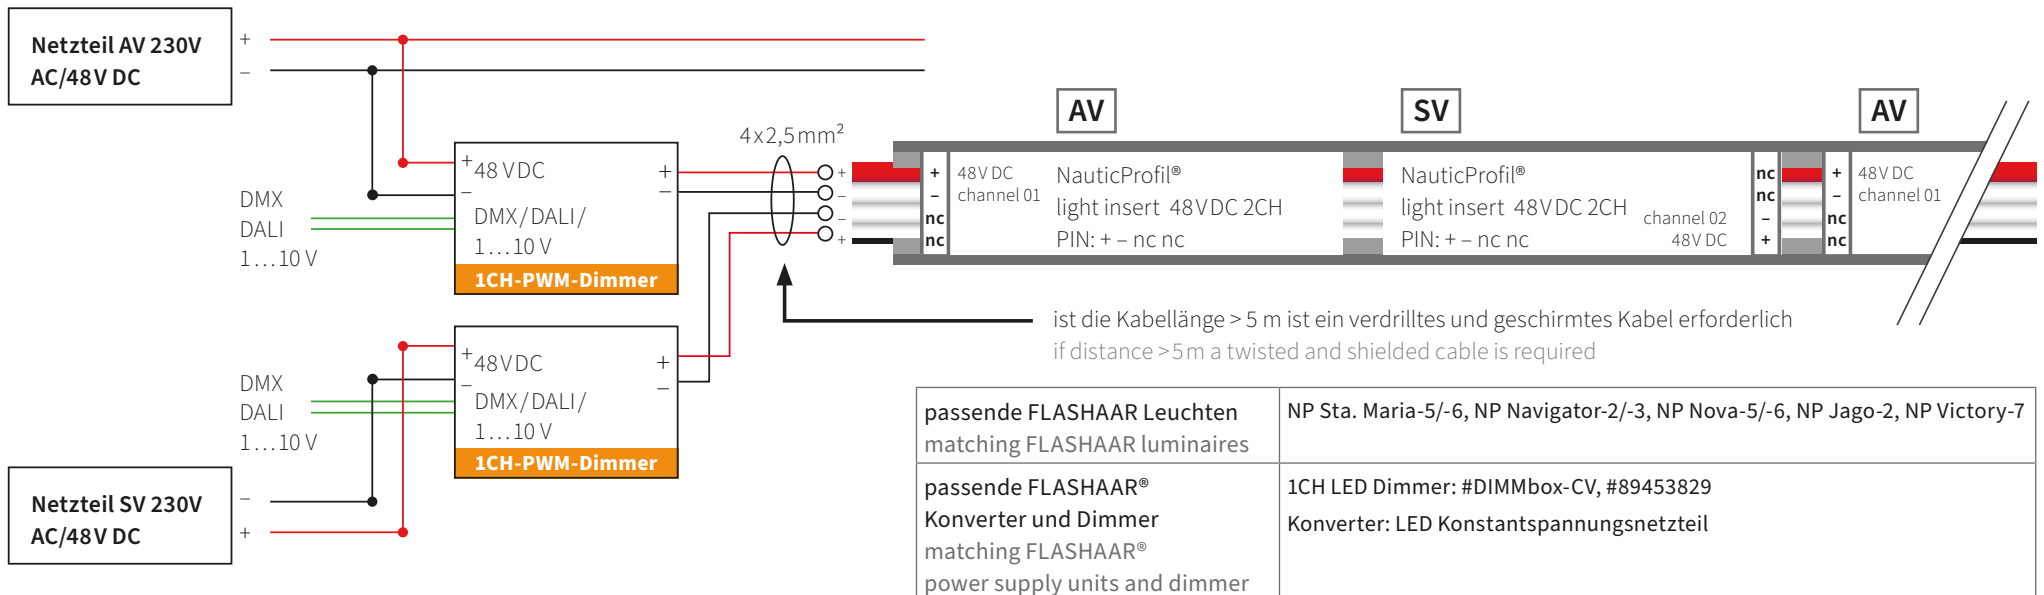 Netzteil AV 230V
AC/48V DC
+
–
DMX
DALI
1…10 V
+
48VDC
–
DMX/DALI/
1…10 V
+
–
1CH-PWM-Dimmer
4x2,5mm²
+
–
–
+
AV
SV
AV
+
–
nc
nc
48V DC
channel 01
NauticProfil®
light insert 48VDC 2CH
PIN: + – nc nc
NauticProfil®
light insert 48VDC 2CH
PIN: + – nc nc
channel 02
48V DC
nc
nc
–
+
+
–
nc
nc
48V DC
channel 01
ist die Kabellänge > 5 m ist ein verdrilltes und geschirmtes Kabel erforderlich
if distance >5m a twisted and shielded cable is required
DMX
DALI
1…10 V
+
48VDC
–
DMX/DALI/
1…10 V
+
–
1CH-PWM-Dimmer
Netzteil SV 230V
AC/48V DC
–
+
passende FLASHAAR Leuchten
matching FLASHAAR luminaires
NP Sta. Maria-5/-6, NP Navigator-2/-3, NP Nova-5/-6, NP Jago-2, NP Victory-7
passende FLASHAAR®
Konverter und Dimmer
matching FLASHAAR®
power supply units and dimmer
1CH LED Dimmer: #DIMMbox-CV, #89453829
Konverter: LED Konstantspannungsnetzteil